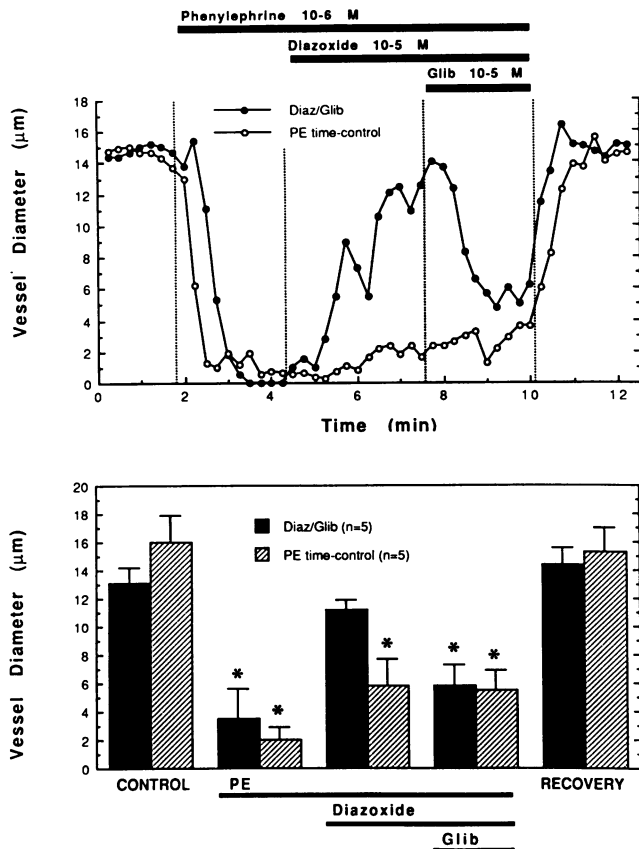 Phenylephrine 10-6 M
Diazoxide 10-5 M
Glib 10-5 M
Diaz/Glib
PE time-control
Vessel Diameter (μm)
18
16
14
12
10
8
6
4
2
0
0 2 4 6 8 10 12
Time (min)
Vessel Diameter (μm)
20
18
16
14
12
10
8
6
4
2
0
Diaz/Glib (n=5)
PE time-control (n=5)
* * * * *
CONTROL PE RECOVERY
Diazoxide
Glib